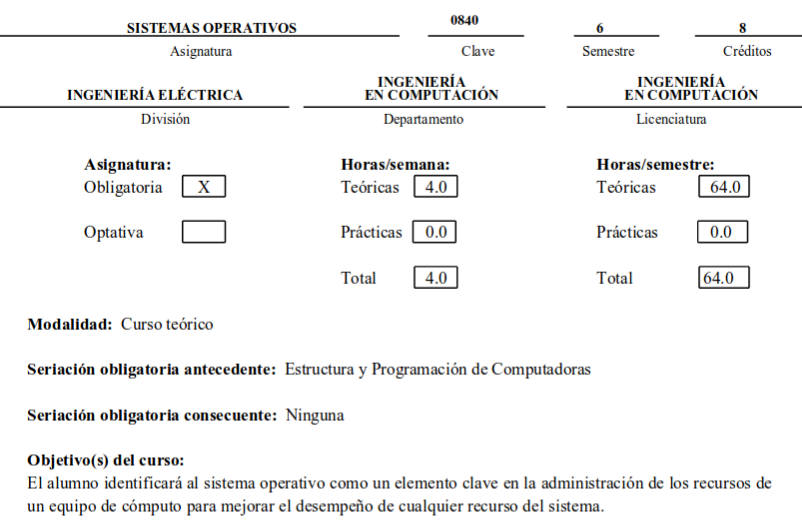 SISTEMAS OPERATIVOS 0840 6 8
Asignatura Clave Semestre Créditos
INGENIERÍA ELÉCTRICA INGENIERÍA EN COMPUTACIÓN INGENIERÍA EN COMPUTACIÓN
División Departamento Licenciatura
Asignatura: Horas/semana: Horas/semestre:
Obligatoria X Teóricas 4.0 Teóricas 64.0
Optativa Prácticas 0.0 Prácticas 0.0
Total 4.0 Total 64.0
Modalidad: Curso teórico
Seriación obligatoria antecedente: Estructura y Programación de Computadoras
Seriación obligatoria consecuente: Ninguna
Objetivo(s) del curso:
El alumno identificará al sistema operativo como un elemento clave en la administración de los recursos de
un equipo de cómputo para mejorar el desempeño de cualquier recurso del sistema.